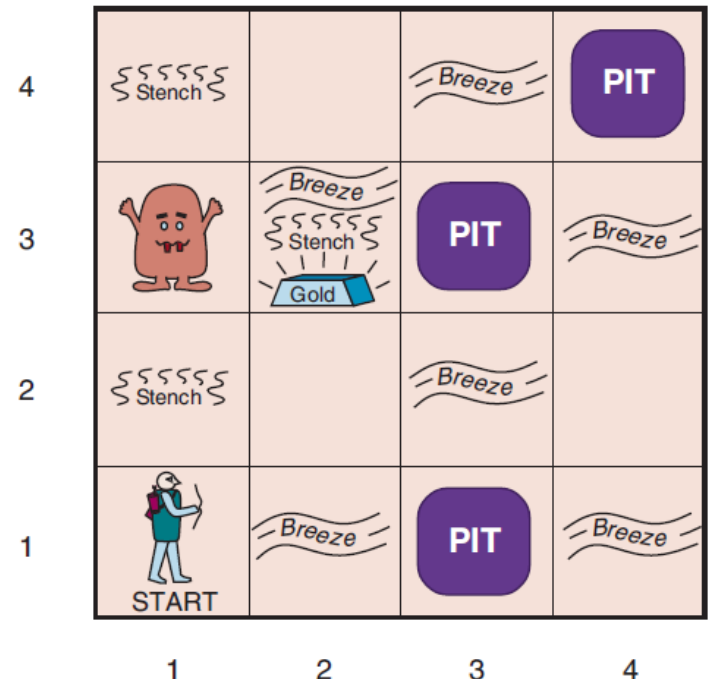 4 Stench Breeze PIT
3 Breeze PIT Breeze
Stench
Gold
2 Stench Breeze
1 Breeze PIT Breeze
START
1 2 3 4